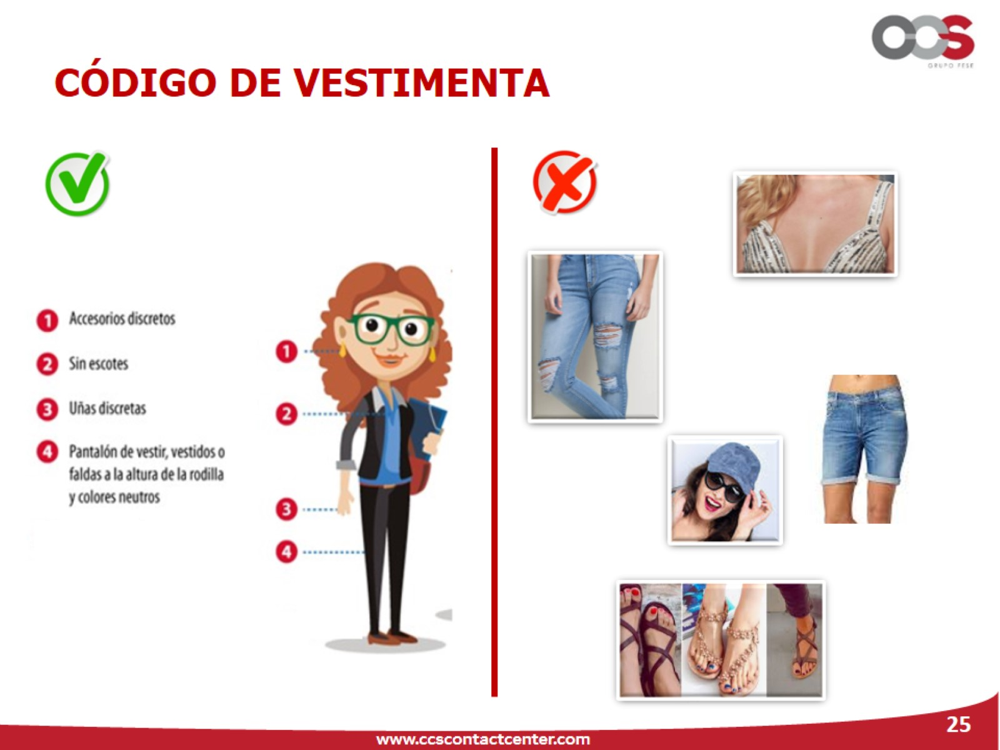 CCS
GRUPO FESE
CÓDIGO DE VESTIMENTA
1 Accesorios discretos
2 Sin escotes
3 Uñas discretas
4 Pantalón de vestir, vestidos o
faldas a la altura de la rodilla
y colores neutros
1
2
3
4
25
www.ccscontactcenter.com